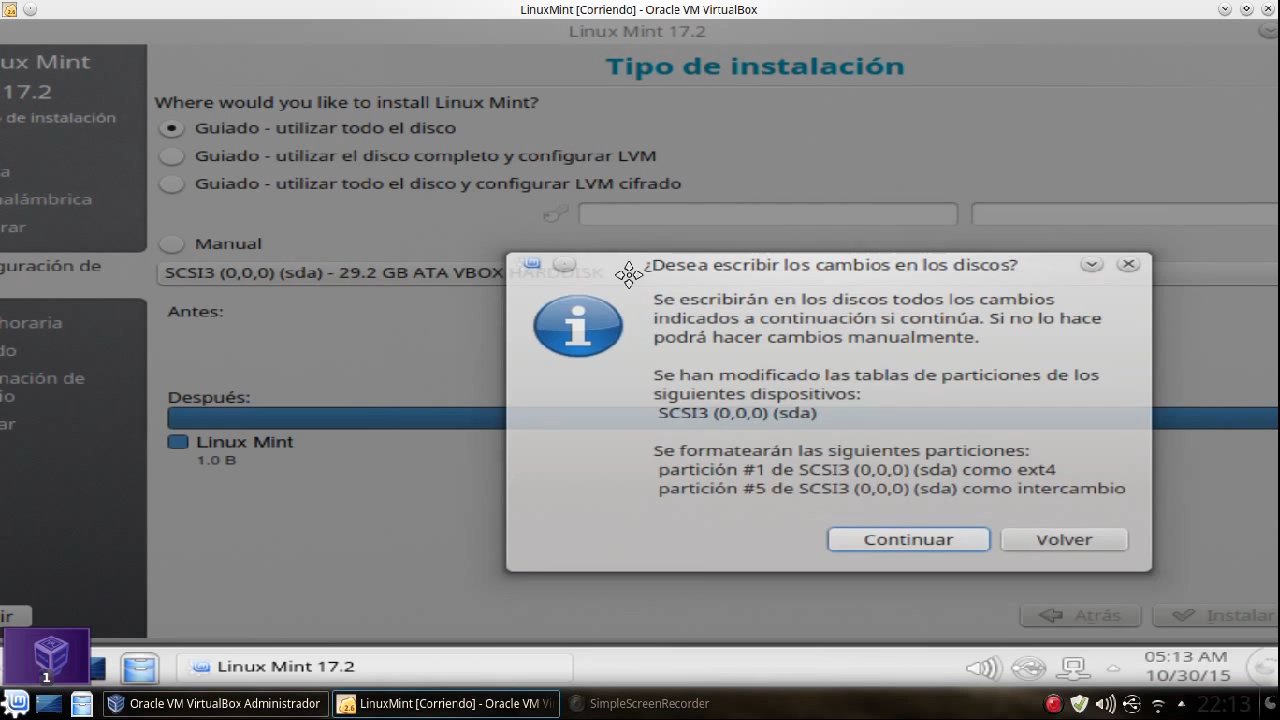 LinuxMint [Corriendo] - Oracle VM VirtualBox
Linux Mint 17.2
ux Mint
17.2
de instalación
a
nalámbrica
rar
guración de
horaria
do
nación de
io
ar
ir
Tipo de instalación
Where would you like to install Linux Mint?
Guiado - utilizar todo el disco
Guiado - utilizar el disco completo y configurar LVM
Guiado - utilizar todo el disco y configurar LVM cifrado
Manual
SCSI3 (0,0,0) (sda) - 29.2 GB ATA VBOX HARDDISK
Antes:
Después:
Linux Mint
1.0 B
¿Desea escribir los cambios en los discos?
Se escribirán en los discos todos los cambios
indicados a continuación si continúa. Si no lo hace
podrá hacer cambios manualmente.
Se han modificado las tablas de particiones de los
siguientes dispositivos:
SCSI3 (0,0,0) (sda)
Se formatearán las siguientes particiones:
partición #1 de SCSI3 (0,0,0) (sda) como ext4
partición #5 de SCSI3 (0,0,0) (sda) como intercambio
Continuar
Volver
Atrás
Instalar
1
Linux Mint 17.2
05:13 AM
10/30/15
Oracle VM VirtualBox Administrador
LinuxMint [Corriendo] - Oracle VM Vi
SimpleScreenRecorder
22:13